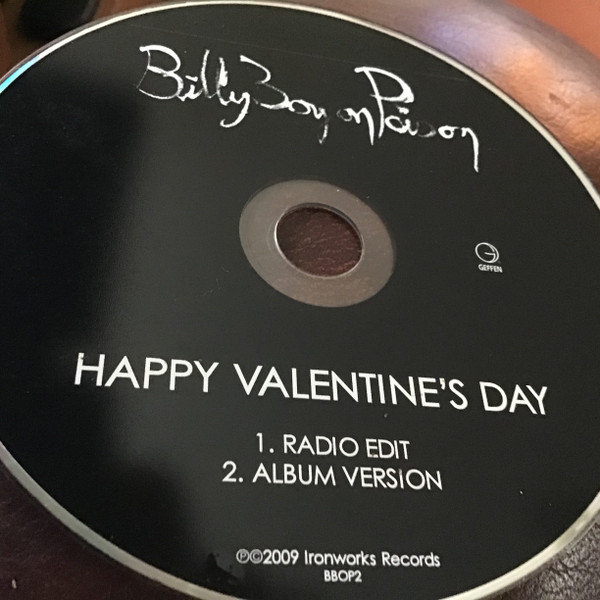 Billy Boy on Poison
GEFFEN
HAPPY VALENTINE'S DAY
1. RADIO EDIT
2. ALBUM VERSION
℗©2009 Ironworks Records
BBOP2